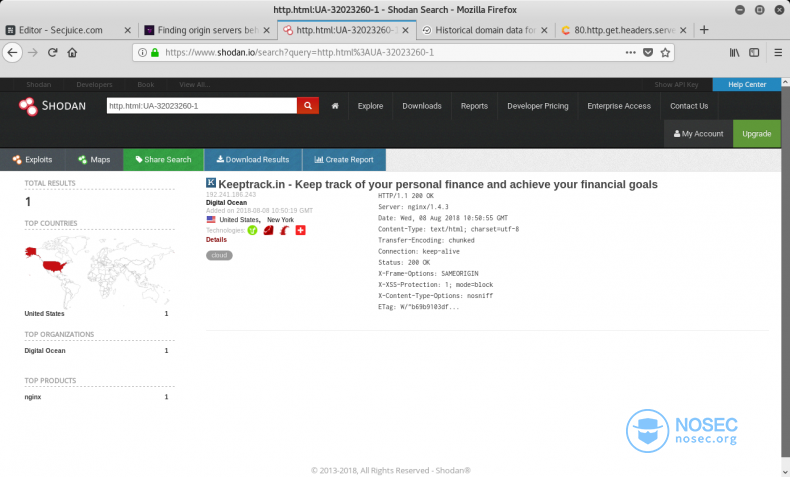 http.html:UA-32023260-1 - Shodan Search - Mozilla Firefox
Editor - Secjuice.com
Finding origin servers beh
http.html:UA-32023260-
Historical domain data for
80.http.get.headers.serve
https://www.shodan.io/search?query=http.html%3AUA-32023260-1
Shodan Developers Book View All... Show API Key Help Center
SHODAN http.html:UA-32023260-1 Explore Downloads Reports Developer Pricing Enterprise Access Contact Us
My Account Upgrade
Exploits Maps Share Search Download Results Create Report
TOTAL RESULTS
1
TOP COUNTRIES
United States 1
TOP ORGANIZATIONS
Digital Ocean 1
TOP PRODUCTS
nginx 1
Keeptrack.in - Keep track of your personal finance and achieve your financial goals
192.241.186.243
Digital Ocean
Added on 2018-08-08 10:50:19 GMT
United States, New York
Technologies:
Details
cloud
HTTP/1.1 200 OK
Server: nginx/1.4.3
Date: Wed, 08 Aug 2018 10:50:55 GMT
Content-Type: text/html; charset=utf-8
Transfer-Encoding: chunked
Connection: keep-alive
Status: 200 OK
X-Frame-Options: SAMEORIGIN
X-XSS-Protection: 1; mode=block
X-Content-Type-Options: nosniff
ETag: W/"b69b9103df...
NOSEC
nosec.org
© 2013-2018, All Rights Reserved - Shodan®